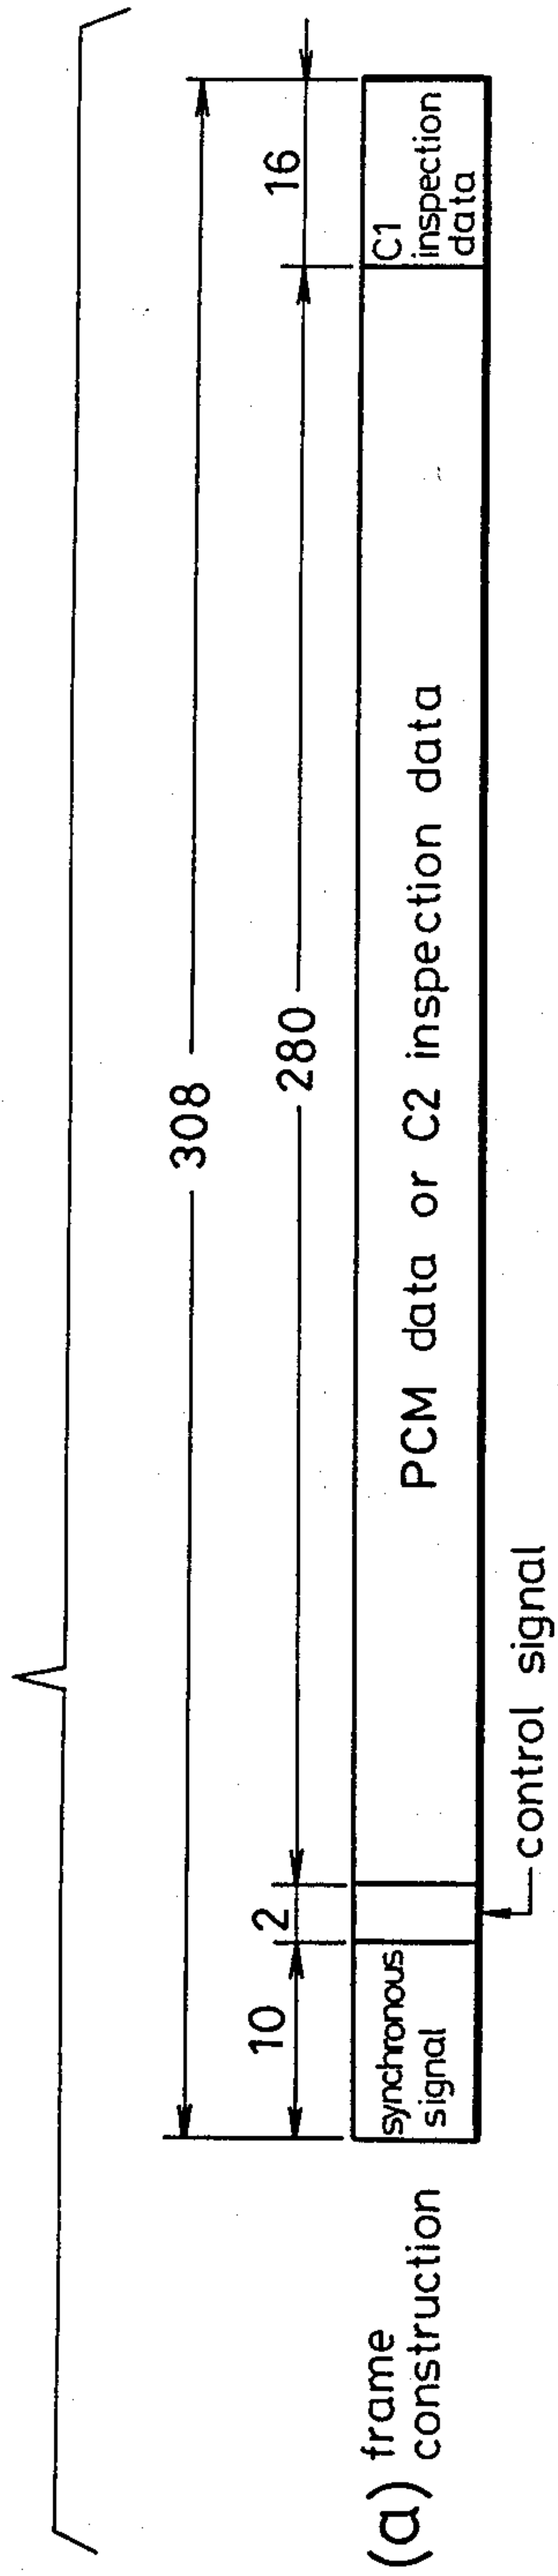 308
10
2
280
16
synchronous
signal
PCM data or C2 inspection data
C1
inspection
data
control signal
(a) frame
construction